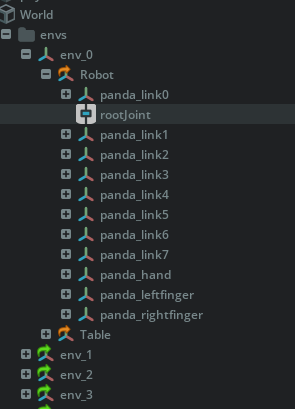 World
envs
env_0
Robot
panda_link0
rootJoint
panda_link1
panda_link2
panda_link3
panda_link4
panda_link5
panda_link6
panda_link7
panda_hand
panda_leftfinger
panda_rightfinger
Table
env_1
env_2
env_3